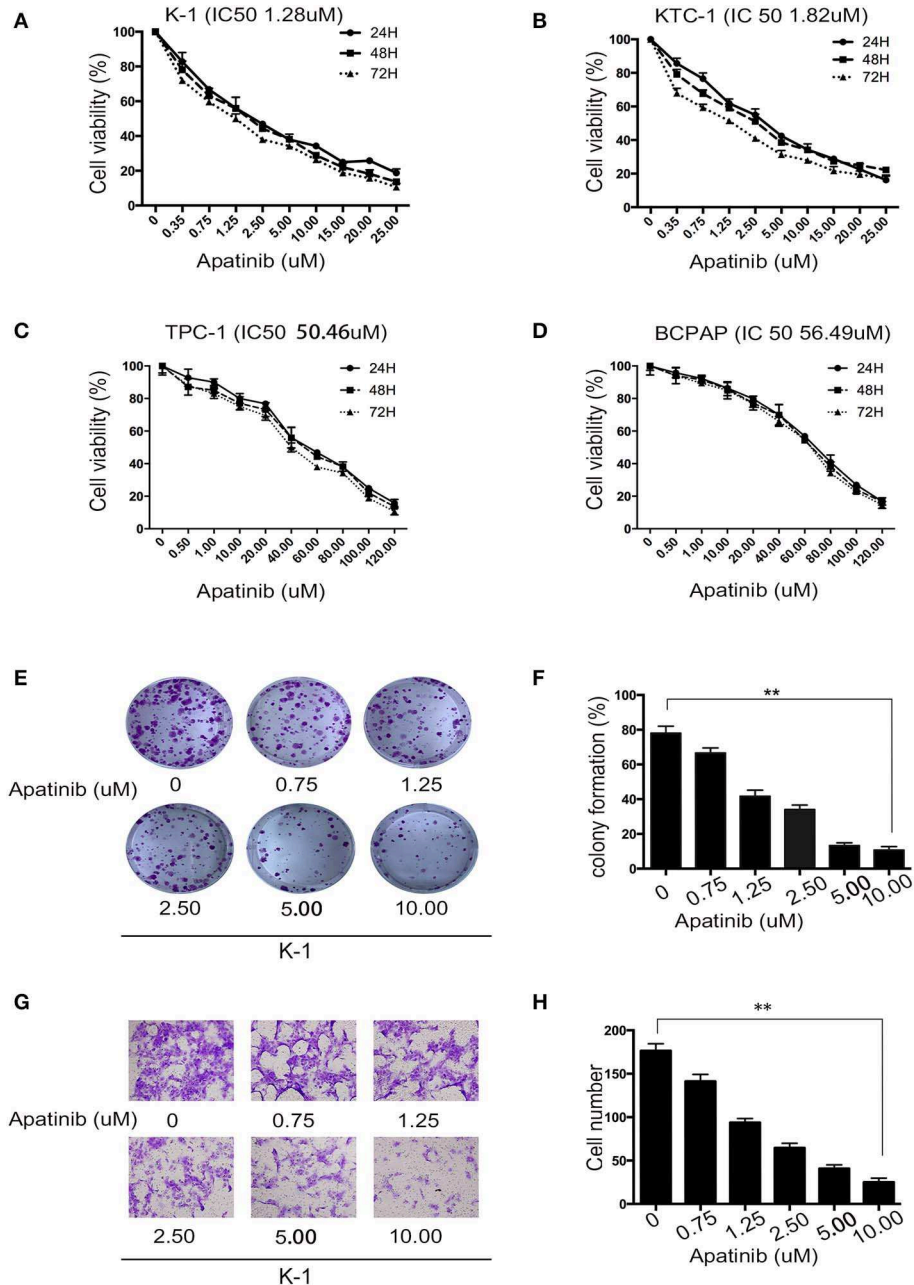 A
K-1 (IC50 1.28uM)
24H
48H
72H
Cell viability (%)
100
80
60
40
20
0
0
0.35
0.75
1.25
2.50
5.00
10.00
15.00
20.00
25.00
Apatinib (uM)
B
KTC-1 (IC 50 1.82uM)
24H
48H
72H
Cell viability (%)
100
80
60
40
20
0
0
0.35
0.75
1.25
2.50
5.00
10.00
15.00
20.00
25.00
Apatinib (uM)
C
TPC-1 (IC50 50.46uM)
24H
48H
72H
Cell viability (%)
100
80
60
40
20
0
0
0.50
1.00
10.00
20.00
40.00
60.00
80.00
100.00
120.00
Apatinib (uM)
D
BCPAP (IC 50 56.49uM)
24H
48H
72H
Cell viability (%)
100
80
60
40
20
0
0
0.50
1.00
10.00
20.00
40.00
60.00
80.00
100.00
120.00
Apatinib (uM)
E
Apatinib (uM) 0 0.75 1.25
2.50 5.00 10.00
K-1
F
**
colony formation (%)
100
80
60
40
20
0
0 0.75 1.25 2.50 5.00 10.00
Apatinib (uM)
G
Apatinib (uM) 0 0.75 1.25
2.50 5.00 10.00
K-1
H
**
Cell number
200
150
100
50
0
0 0.75 1.25 2.50 5.00 10.00
Apatinib (uM)